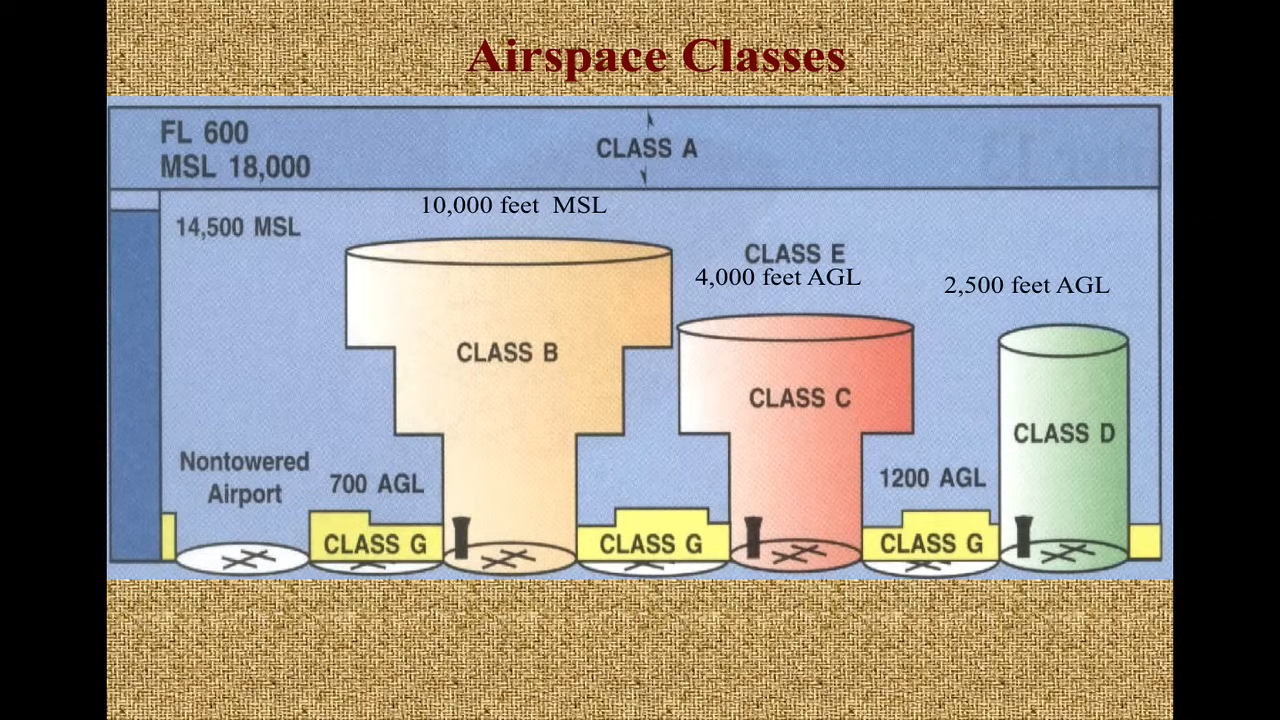 Airspace Classes
FL 600
MSL 18,000
CLASS A
10,000 feet MSL
14,500 MSL
CLASS E
4,000 feet AGL
2,500 feet AGL
CLASS B
CLASS C
CLASS D
Nontowered
Airport
700 AGL
1200 AGL
CLASS G
CLASS G
CLASS G